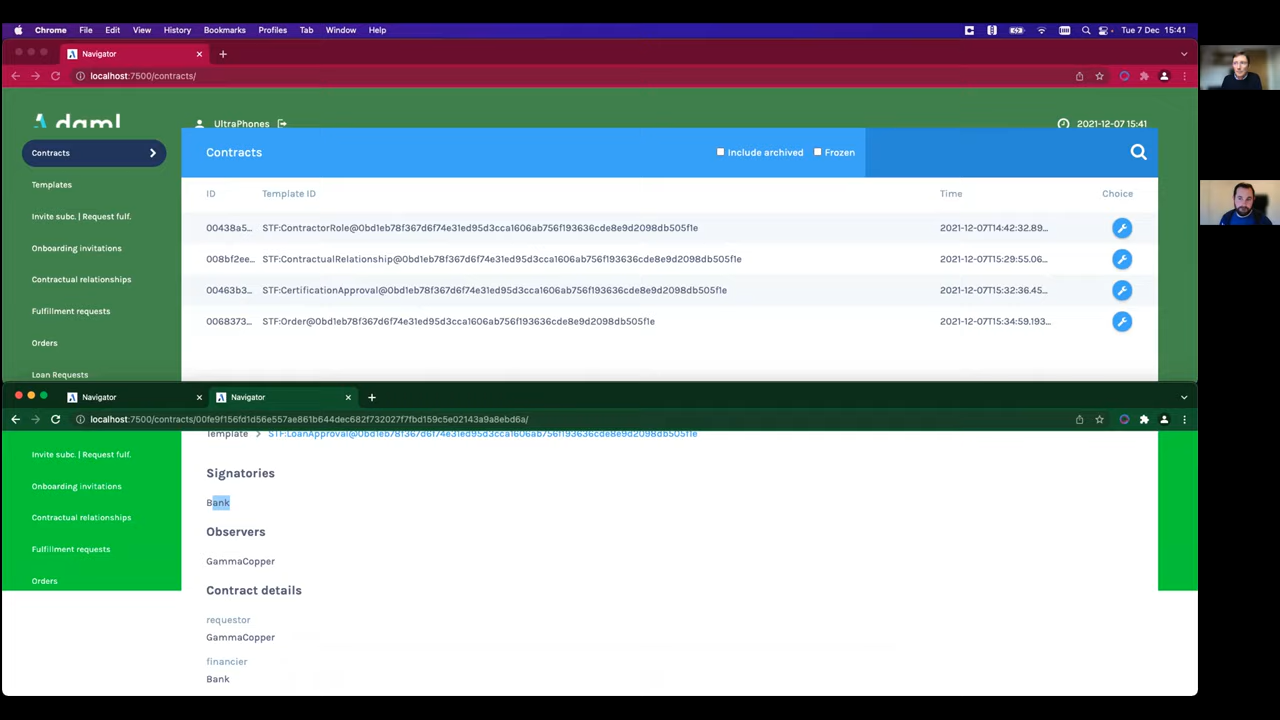 Chrome File Edit View History Bookmarks Profiles Tab Window Help Tue 7 Dec 15:41
Navigator
localhost:7500/contracts/
daml
UltraPhones 2021-12-07 15:41
Contracts
Contracts Include archived Frozen
Templates
ID Template ID Time Choice
Invite subc. | Request fulf.
00438a5... STF:ContractorRole@0bd1eb78f367d6f74e31ed95d3cca1606ab756f193636cde8e9d2098db505f1e 2021-12-07T14:42:32.89...
Onboarding invitations
008bf2ee... STF:ContractualRelationship@0bd1eb78f367d6f74e31ed95d3cca1606ab756f193636cde8e9d2098db505f1e 2021-12-07T15:29:55.06...
Contractual relationships
00463b3... STF:CertificationApproval@0bd1eb78f367d6f74e31ed95d3cca1606ab756f193636cde8e9d2098db505f1e 2021-12-07T15:32:36.45...
Fulfillment requests
0068373... STF:Order@0bd1eb78f367d6f74e31ed95d3cca1606ab756f193636cde8e9d2098db505f1e 2021-12-07T15:34:59.193...
Orders
Loan Requests
Navigator Navigator
localhost:7500/contracts/00fe9f156fd1d56e557ae861b644dec682f732027f7fbd159c5e02143a9a8ebd6a/
Template STF:LoanApproval@0bd1eb78f367d6f74e31ed95d3cca1606ab756f193636cde8e9d2098db505f1e
Invite subc. | Request fulf.
Signatories
Onboarding invitations
Bank
Contractual relationships
Observers
Fulfillment requests
GammaCopper
Orders
Contract details
requestor
GammaCopper
financier
Bank